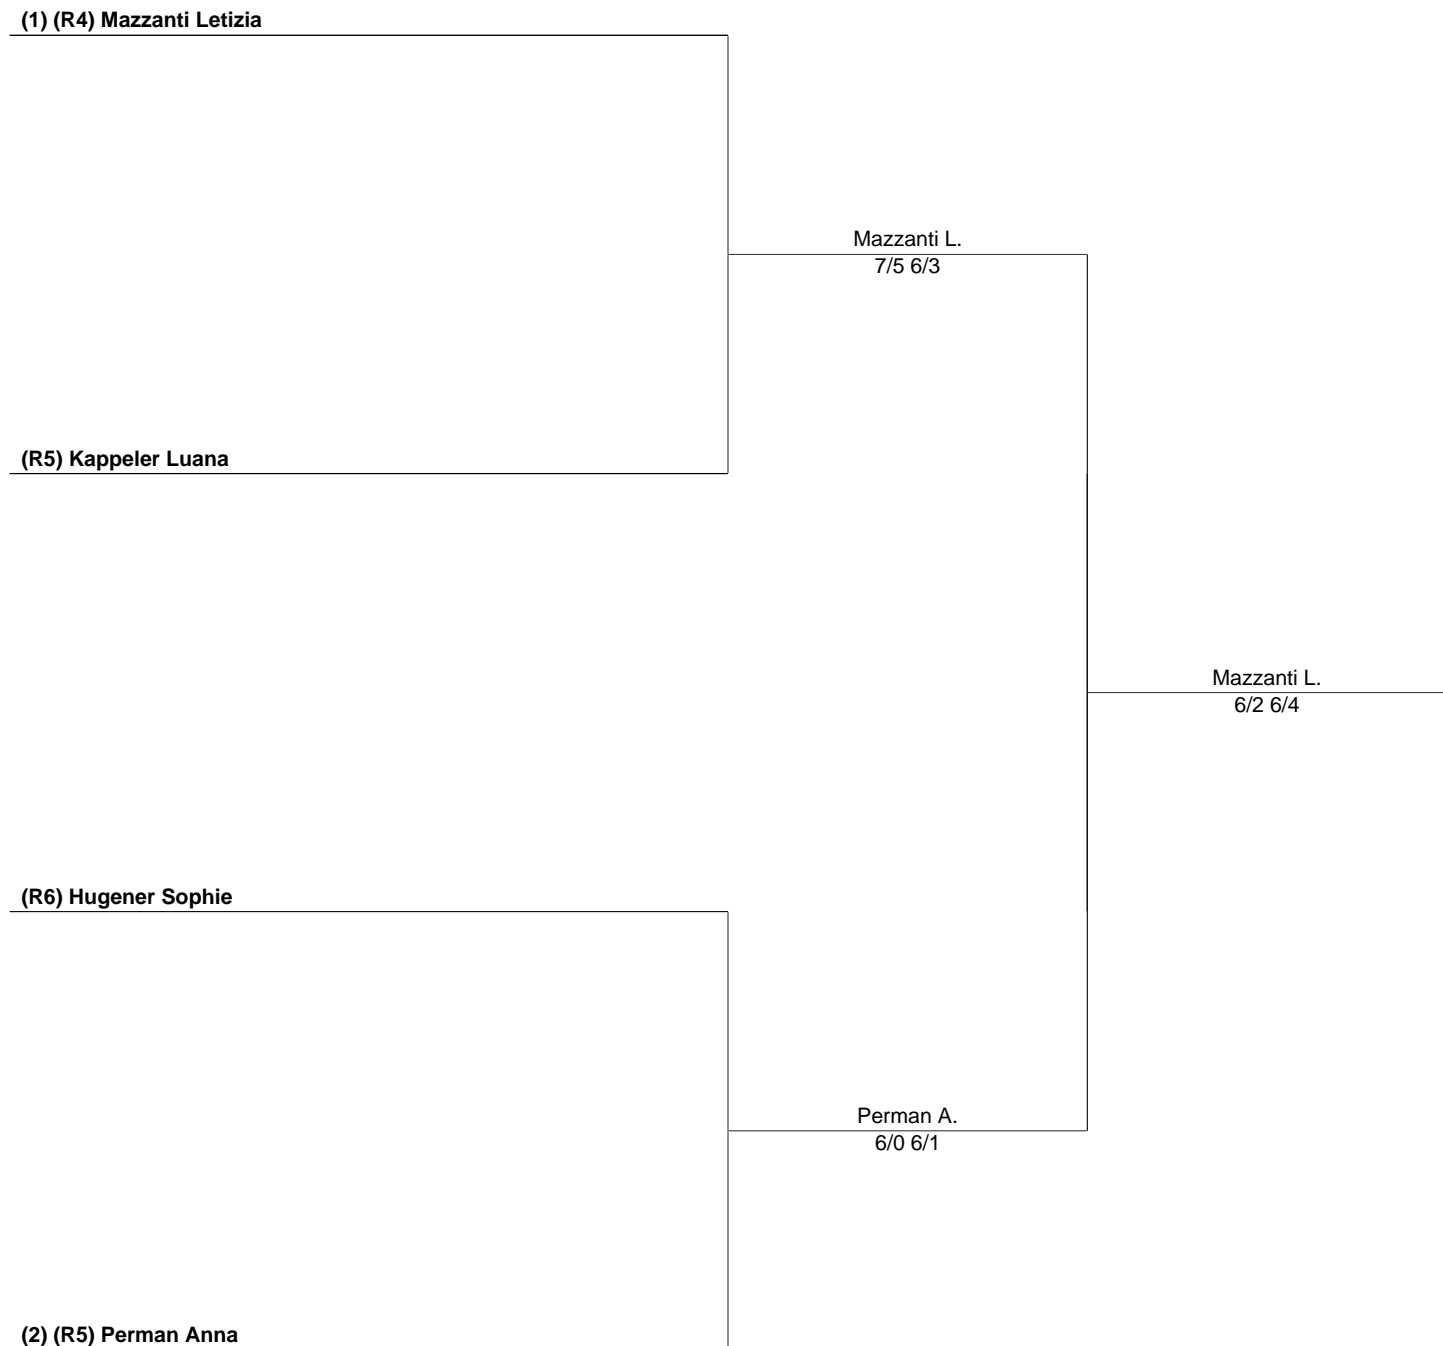 (1) (R4) Mazzanti Letizia
Mazzanti L.
7/5 6/3
(R5) Kappeler Luana
Mazzanti L.
6/2 6/4
(R6) Hugener Sophie
Perman A.
6/0 6/1
(2) (R5) Perman Anna